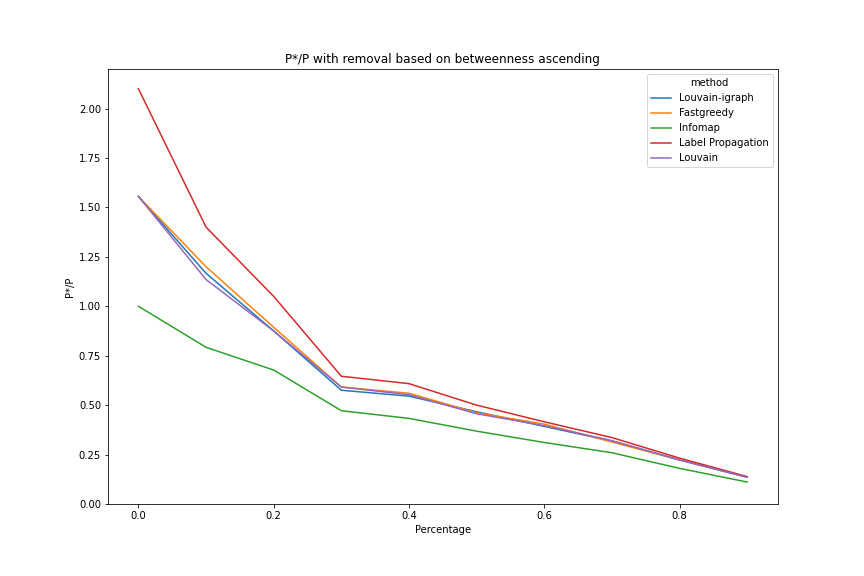 P*/P with removal based on betweenness ascending
method
Louvain-igraph
Fastgreedy
Infomap
Label Propagation
Louvain
P*/P
2.00
1.75
1.50
1.25
1.00
0.75
0.50
0.25
0.00
0.0 0.2 0.4 0.6 0.8
Percentage